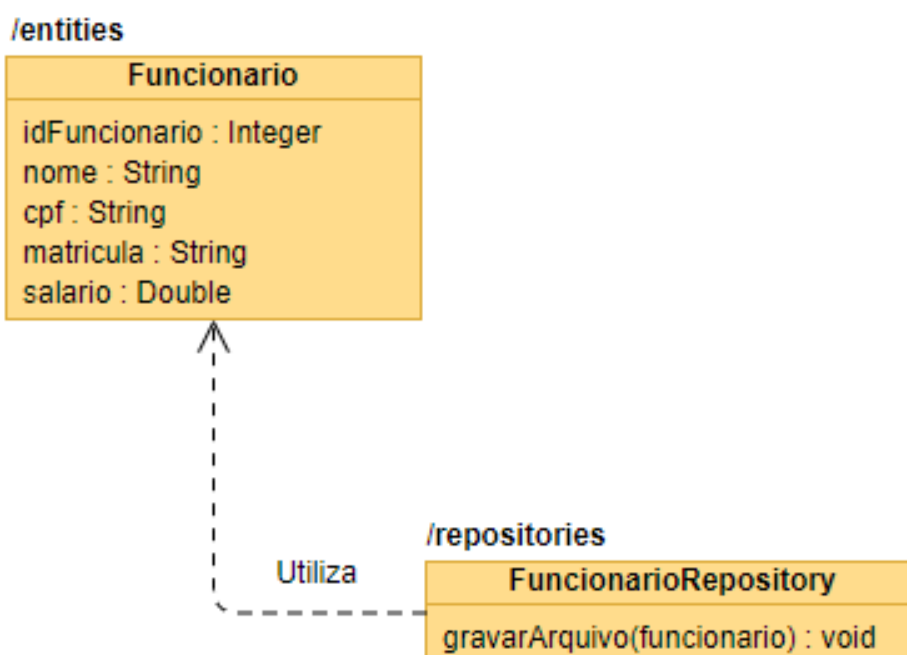 /entities
Funcionario
idFuncionario : Integer
nome : String
cpf : String
matricula : String
salario : Double
Utiliza
/repositories
FuncionarioRepository
gravarArquivo(funcionario) : void